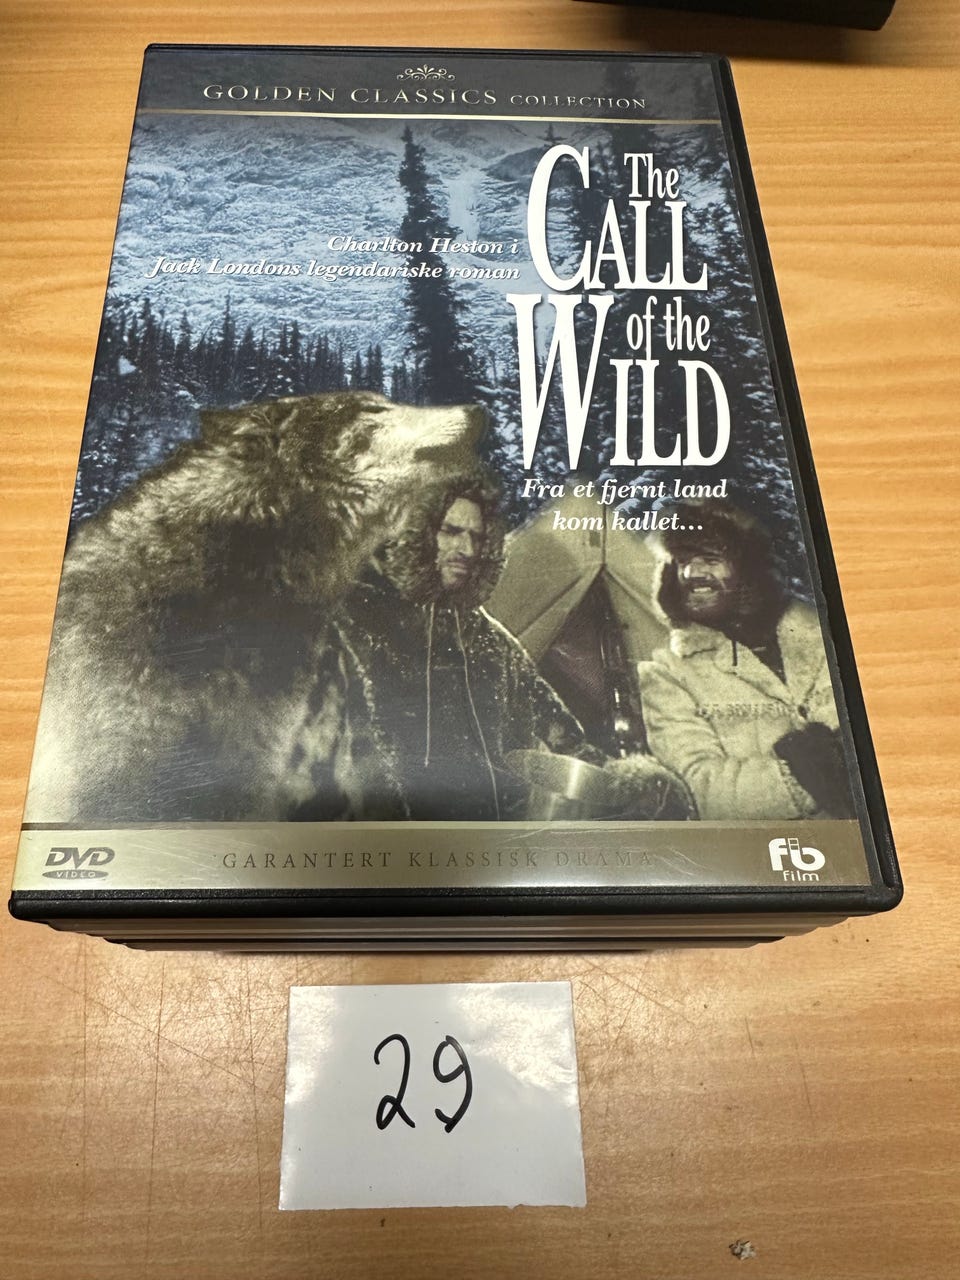 GOLDEN CLASSICS COLLECTION
The
CALL
of the
WILD
Charlton Heston i
Jack Londons legendariske roman
Fra et fjernt land
kom kallet...
DVD
VIDEO
GARANTERT KLASSISK DRAMA
fib
Film
29